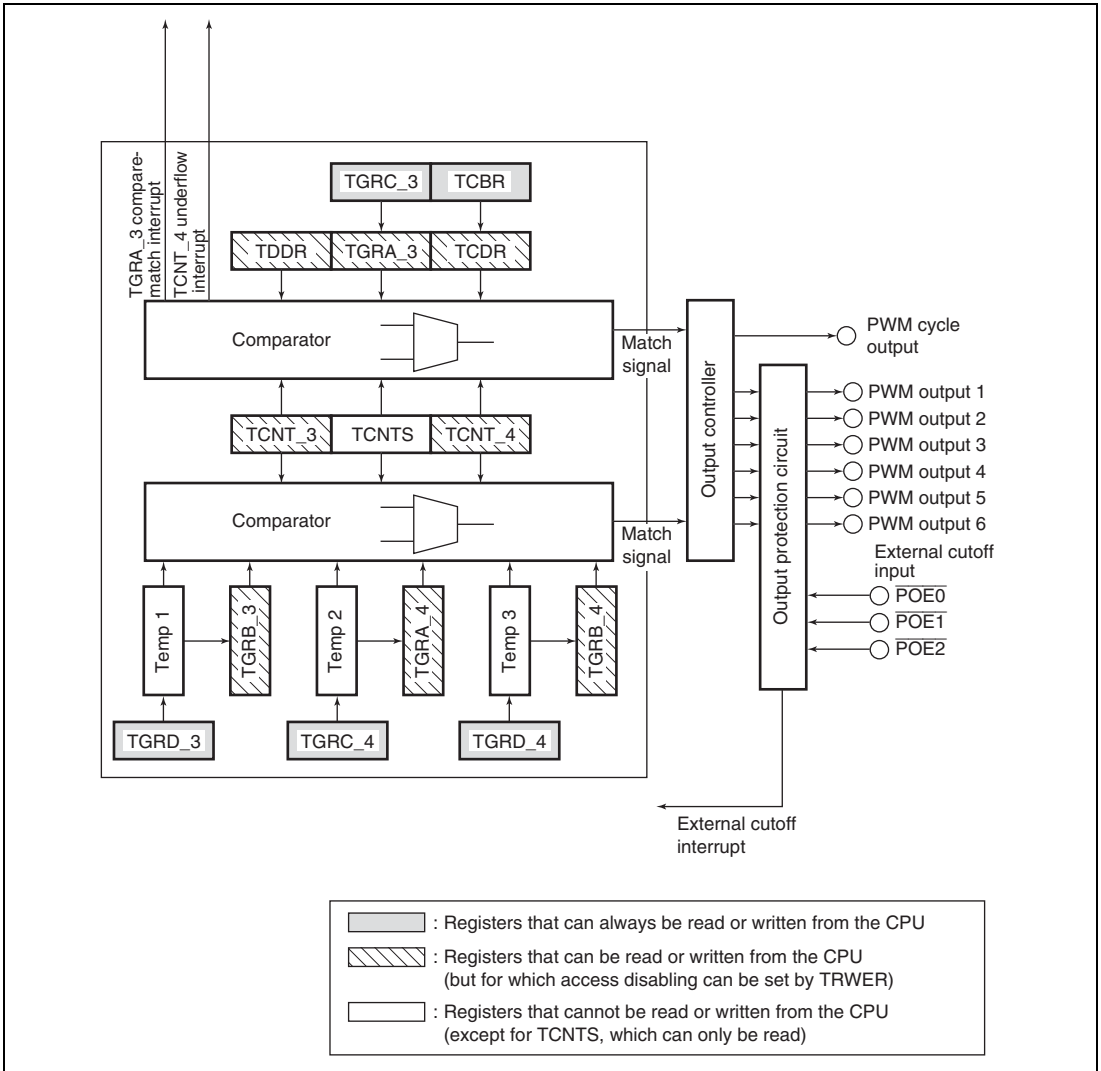 TGRA_3 compare-
match interrupt
TCNT_4 underflow
interrupt
TGRC_3
TCBR
TDDR
TGRA_3
TCDR
Comparator
Match
signal
TCNT_3
TCNTS
TCNT_4
Comparator
Match
signal
Output controller
Output protection circuit
PWM cycle
output
PWM output 1
PWM output 2
PWM output 3
PWM output 4
PWM output 5
PWM output 6
External cutoff
input
POE0
POE1
POE2
Temp 1
TGRB_3
Temp 2
TGRA_4
Temp 3
TGRB_4
TGRD_3
TGRC_4
TGRD_4
External cutoff
interrupt
: Registers that can always be read or written from the CPU
: Registers that can be read or written from the CPU
(but for which access disabling can be set by TRWER)
: Registers that cannot be read or written from the CPU
(except for TCNTS, which can only be read)